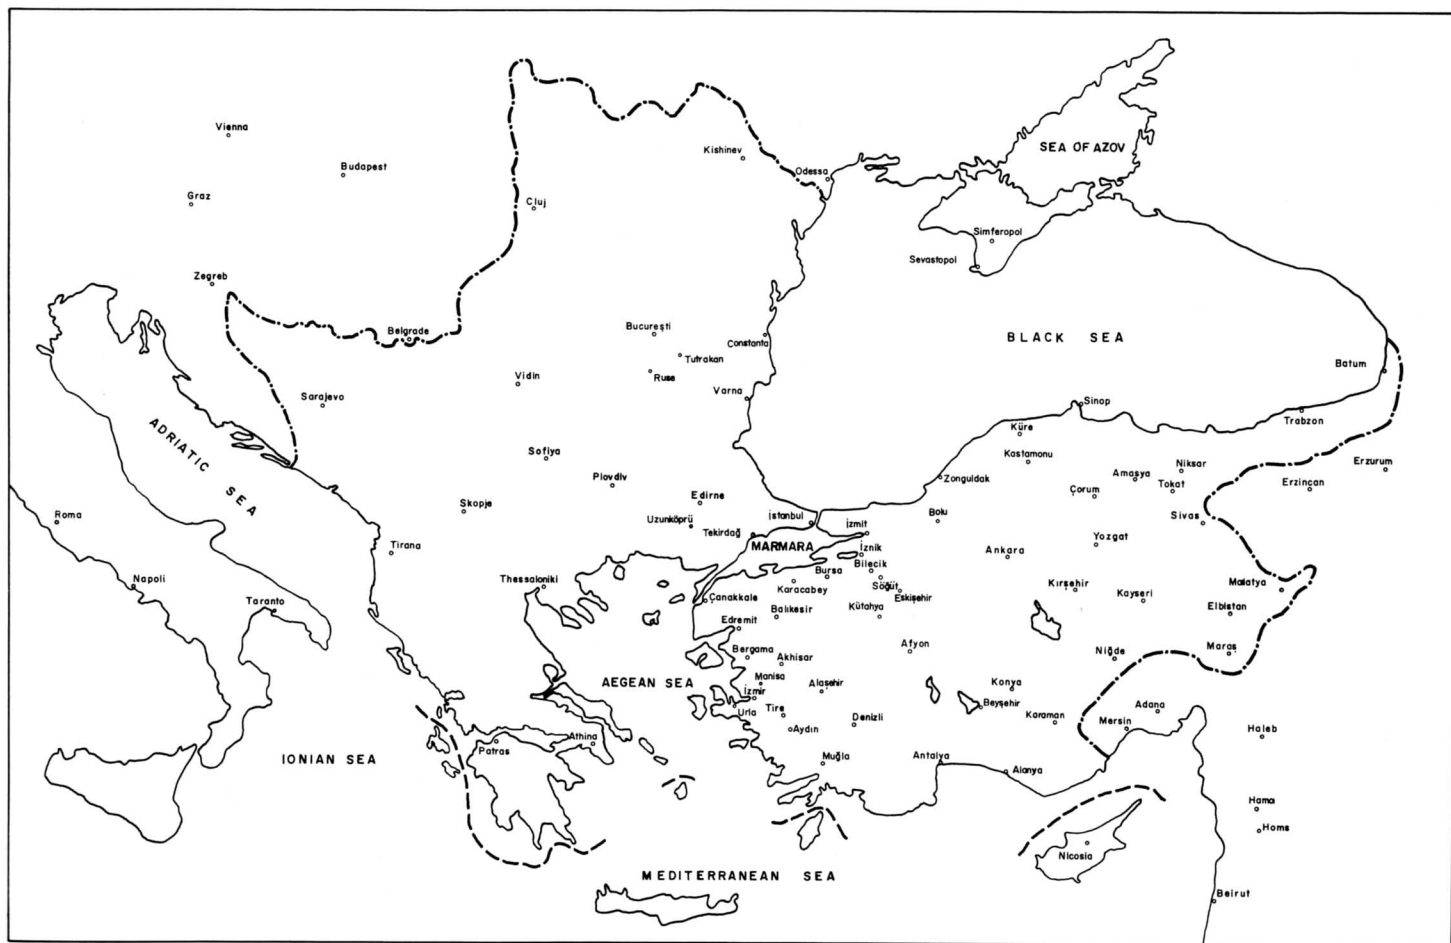 Vienna
Budapest
Graz
Zegreb
Kishinev
Odessa
Cluj
SEA OF AZOV
Simferopol
Sevastopol
Belgrade
Bucureşti
Tutrakan
Ruse
Constanta
BLACK SEA
Batum
Vidin
Varna
Sarajevo
Sinop
Trabzon
ADRIATIC SEA
Küre
Kastamonu
Sofiya
Plovdiv
Zonguldak
Amasya
Niksar
Tokat
Çorum
Erzurum
Erzincan
Skopje
Edirne
Uzunköprü
Tekirdağ
İstanbul
İzmit
Bolu
Sivas
Roma
Tirana
MARMARA
İznik
Bilecik
Ankara
Yozgat
Napoli
Thessaloniki
Bursa
Karacabey
Söğüt
Eskişehir
Kırşehir
Kayseri
Malatya
Taranto
Çanakkale
Balıkesir
Kütahya
Elbistan
Edremit
Bergama
Akhisar
Afyon
Niğde
Maraş
AEGEAN SEA
Manisa
İzmir
Alaşehir
Konya
Beyşehir
Urla
Tire
Aydın
Denizli
Karaman
Mersin
Adana
Haleb
Patras
Athina
IONIAN SEA
Muğla
Antalya
Alanya
Hama
Homs
Nicosia
MEDITERRANEAN SEA
Beirut